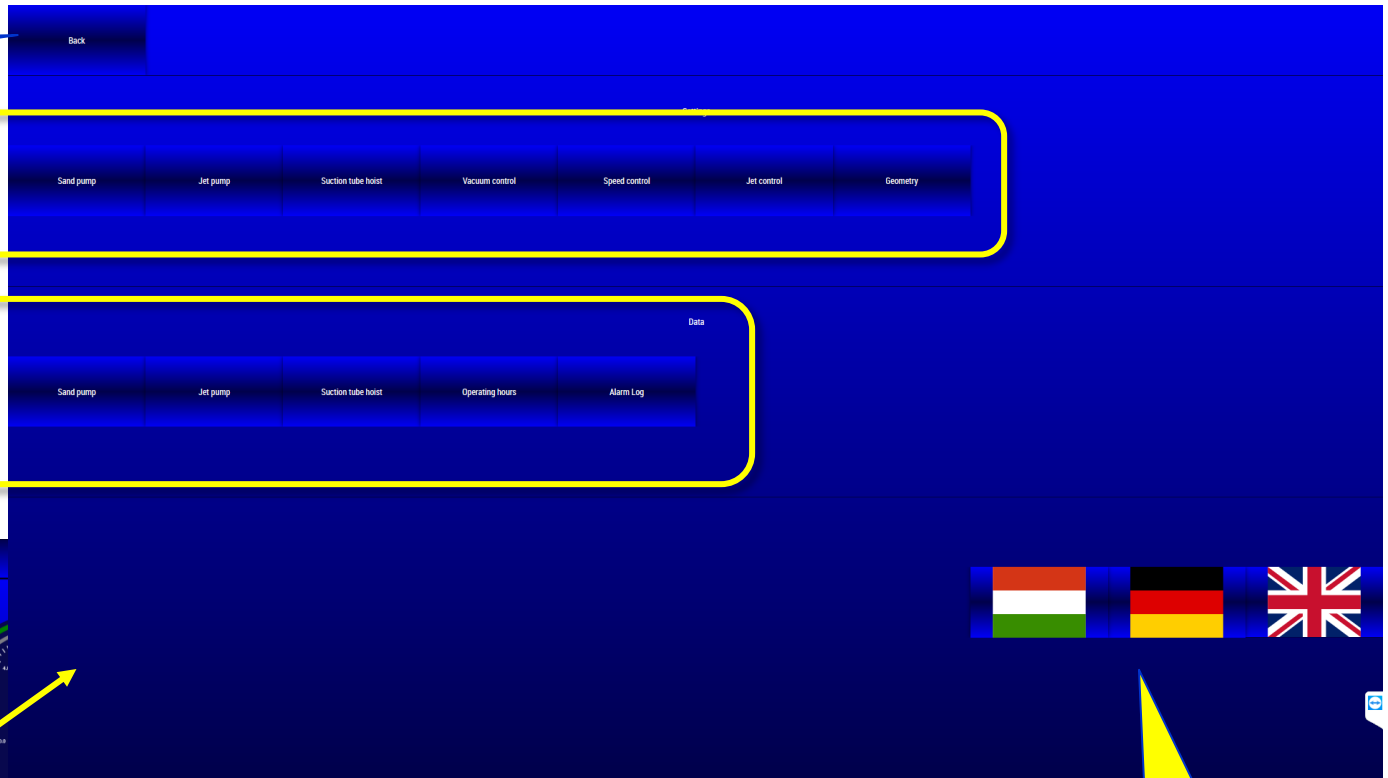 Back
Sand pump
Jet pump
Suction tube hoist
Vacuum control
Speed control
Jet control
Geometry
Data
Sand pump
Jet pump
Suction tube hoist
Operating hours
Alarm Log